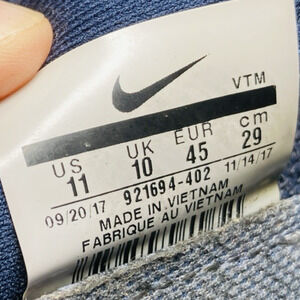 VTM
US UK EUR cm
11 10 45 29
921694-402
09/20/17 11/14/17
MADE IN VIETNAM
FABRIQUE AU VIETNAM